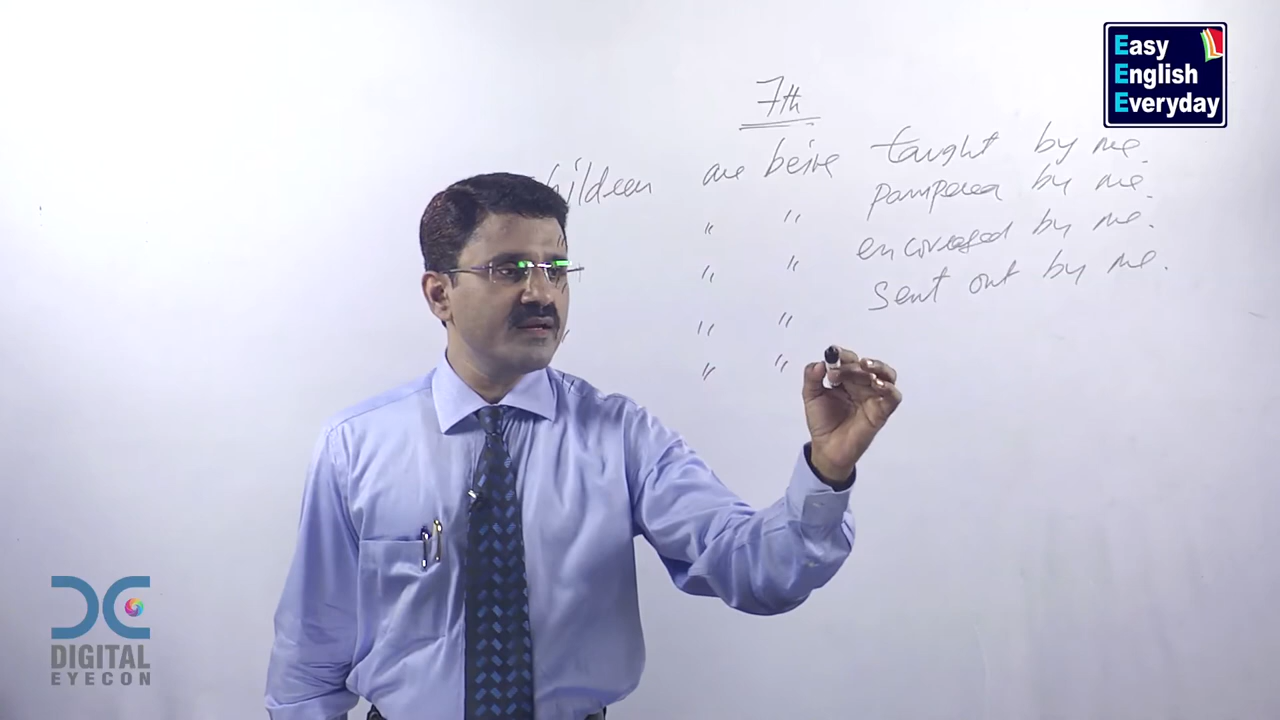 Easy
English
Everyday
7th
are being taught by me.
" " pampered by me.
" " encouraged by me.
" " " sent out by me.
" "
DIGITAL
EYECON